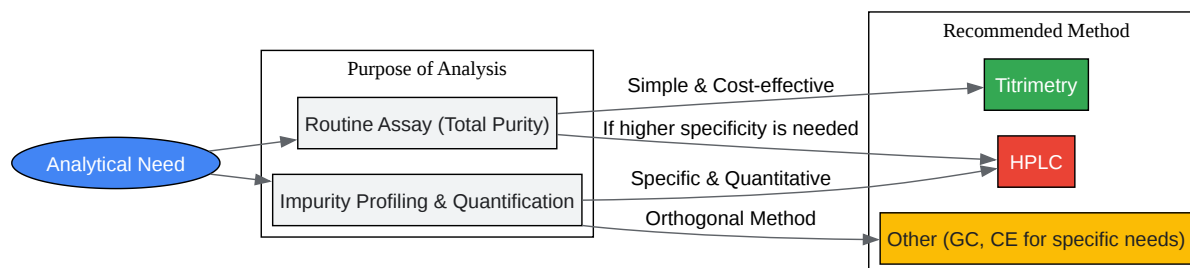 Recommended Method
Purpose of Analysis
Simple & Cost-effective
Titrimetry
Routine Assay (Total Purity)
If higher specificity is needed
Analytical Need
HPLC
Specific & Quantitative
Impurity Profiling & Quantification
Orthogonal Method
Other (GC, CE for specific needs)